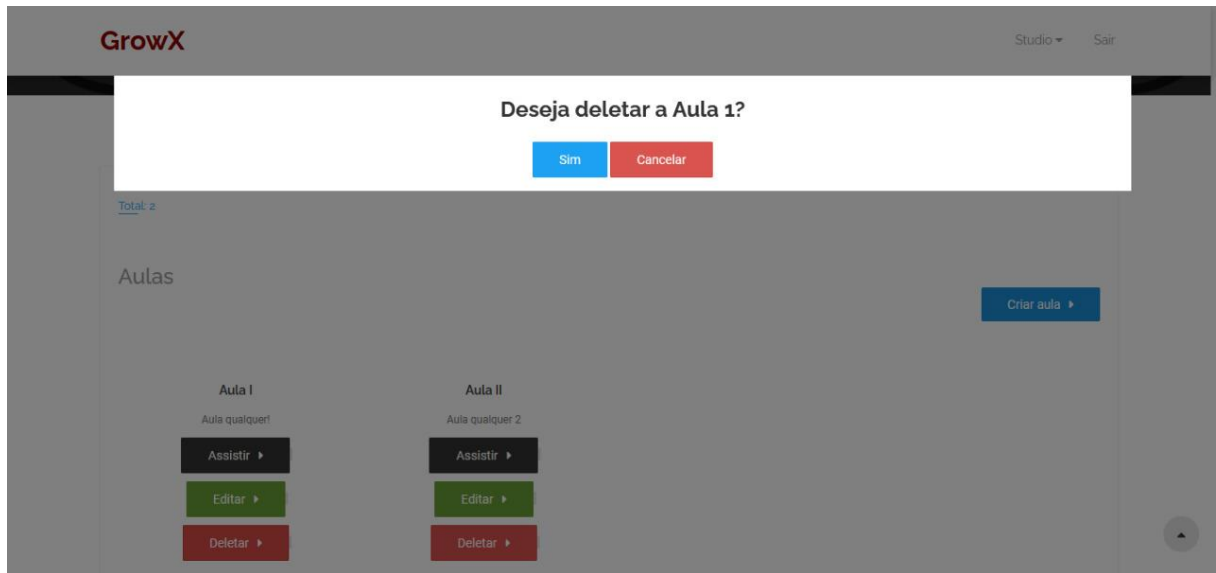 GrowX
Studio Sair
Deseja deletar a Aula 1?
Sim Cancelar
Total: 2
Aulas
Criar aula
Aula I Aula II
Aula qualquer! Aula qualquer 2
Assistir Assistir
Editar Editar
Deletar Deletar